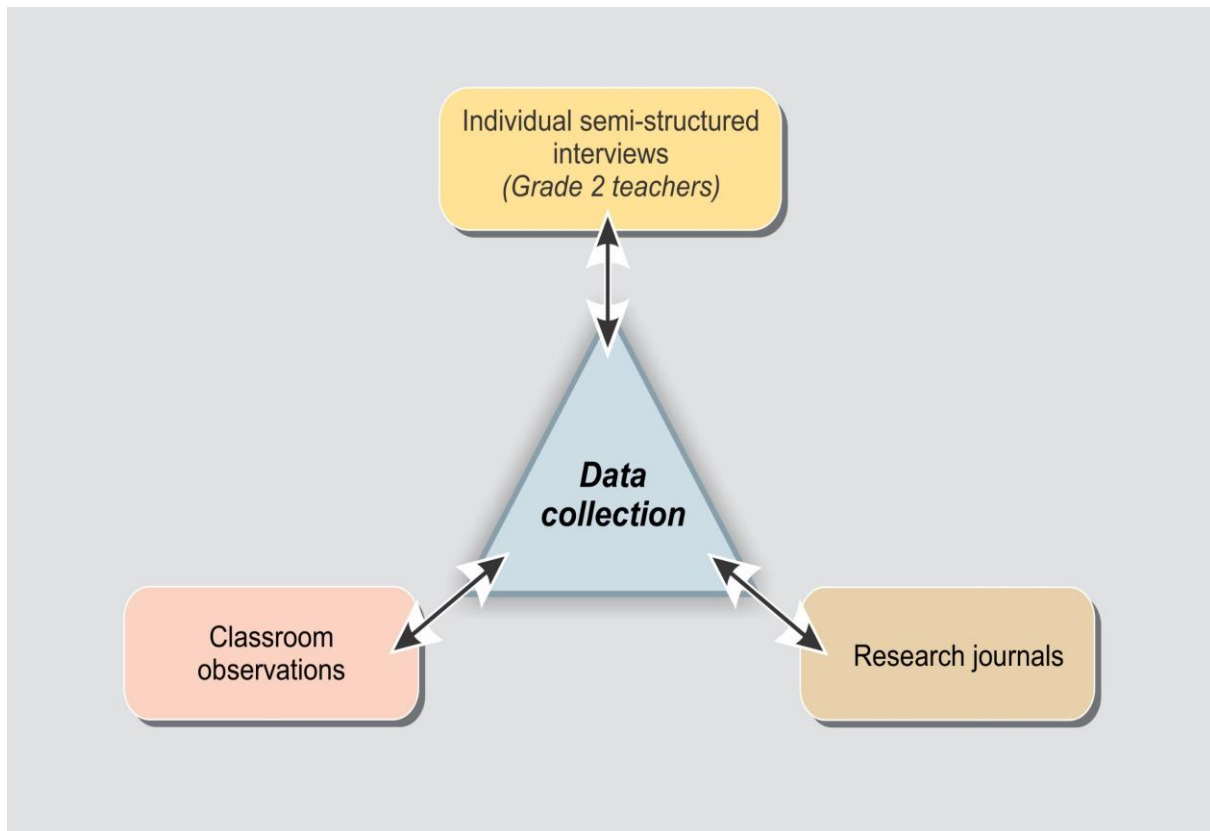 Individual semi-structured
interviews
(Grade 2 teachers)
Data
collection
Classroom
observations
Research journals